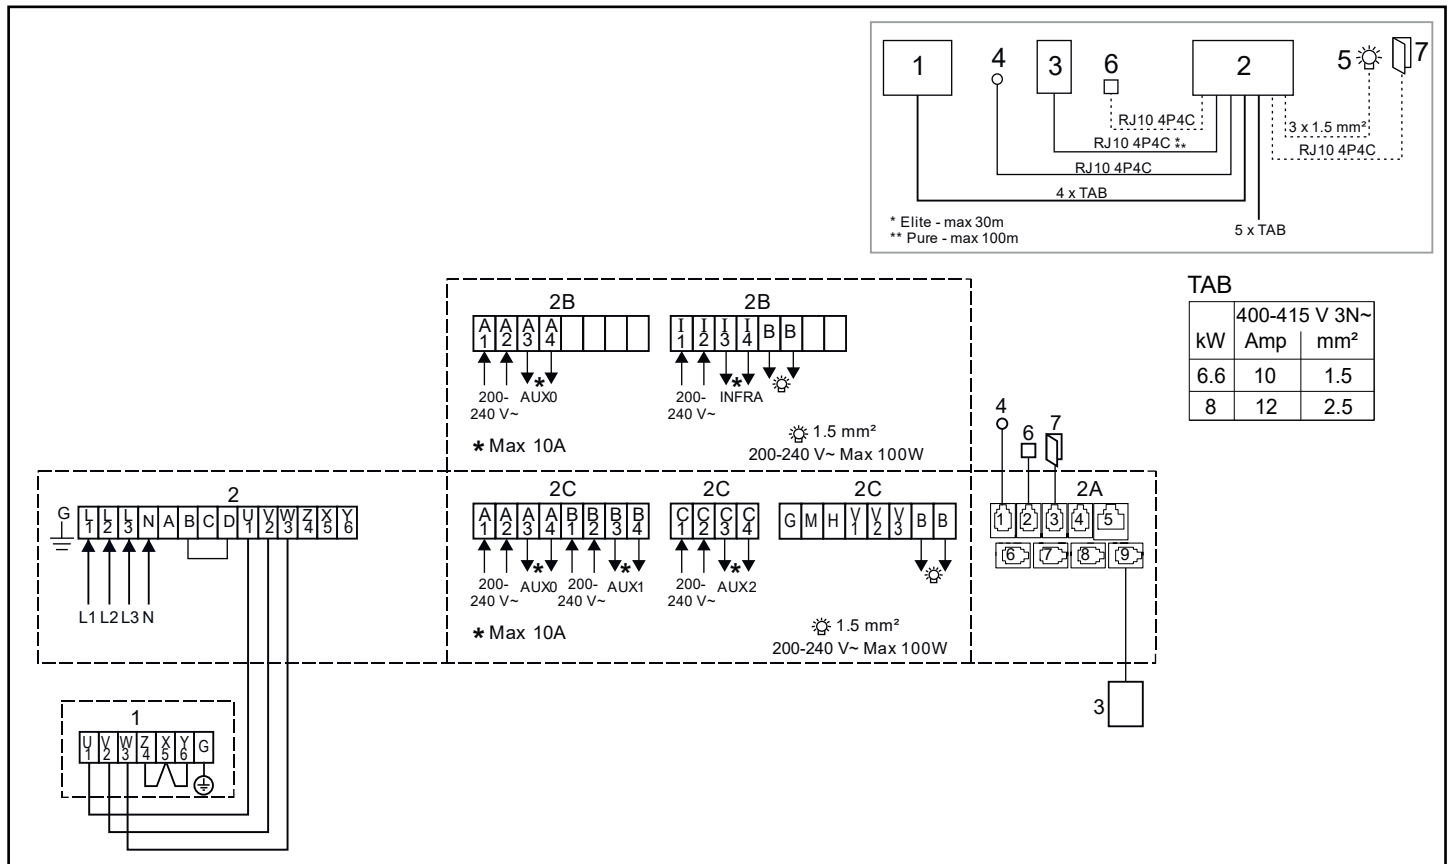 1 4 3 6 2 5 7
RJ10 4P4C
3 x 1.5 mm²
RJ10 4P4C *
**
RJ10 4P4C
RJ10 4P4C
4 x TAB
5 x TAB
* Elite - max 30m
** Pure - max 100m
TAB
400-415 V 3N~
kW Amp mm²
6.6 10 1.5
8 12 2.5
2B
A1 A2 A3 A4
200-240 V~
* AUX0
* Max 10A
2B
I1 I2 I3 I4 B B
200-240 V~
* INFRA
1.5 mm²
200-240 V~ Max 100W
2
G L1 L2 L3 N A B C D U1 V2 W3 Z4 X5 Y6
L1 L2 L3 N
2C
A1 A2 A3 A4 B1 B2 B3 B4
200-240 V~
* AUX0
200-240 V~
* AUX1
* Max 10A
2C
C1 C2 C3 C4
200-240 V~
* AUX2
2C
G M H V1 V2 V3 B B
1.5 mm²
200-240 V~ Max 100W
4 6 7
2A
1 2 3 4 5
6 7 8 9
3
1
U1 V2 W3 Z4 X5 Y6 G